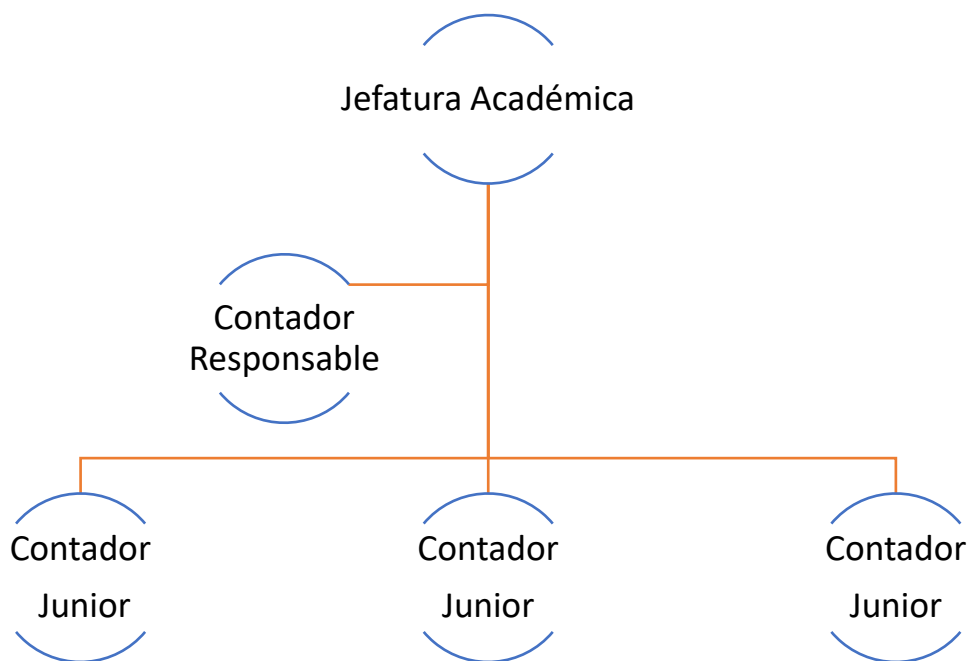 Jefatura Académica
Contador
Responsable
Contador
Junior
Contador
Junior
Contador
Junior